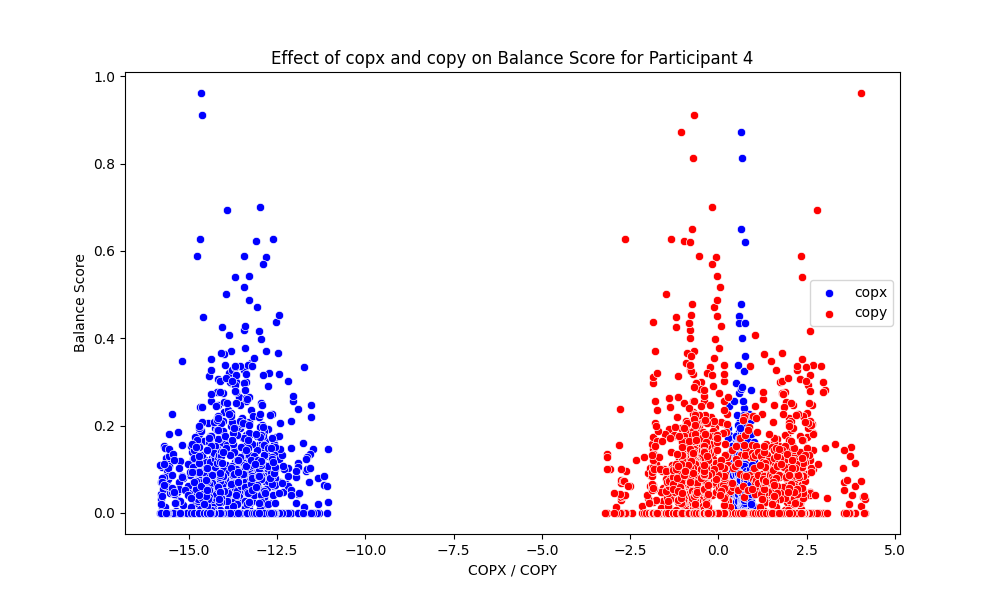 Effect of copx and copy on Balance Score for Participant 4
1.0
0.8
0.6
0.4
0.2
0.0
Balance Score
copx
copy
−15.0 −12.5 −10.0 −7.5 −5.0 −2.5 0.0 2.5 5.0
COPX / COPY